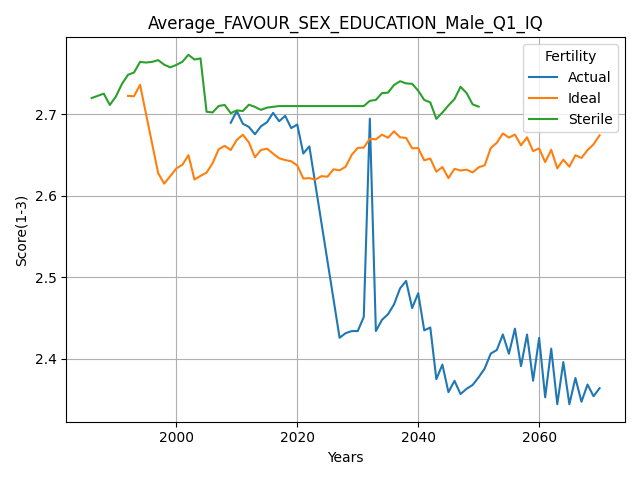 Average_FAVOUR_SEX_EDUCATION_Male_Q1_IQ
Fertility
Actual
Ideal
Sterile
2.7
2.6
2.5
2.4
Score(1-3)
2000
2020
2040
2060
Years